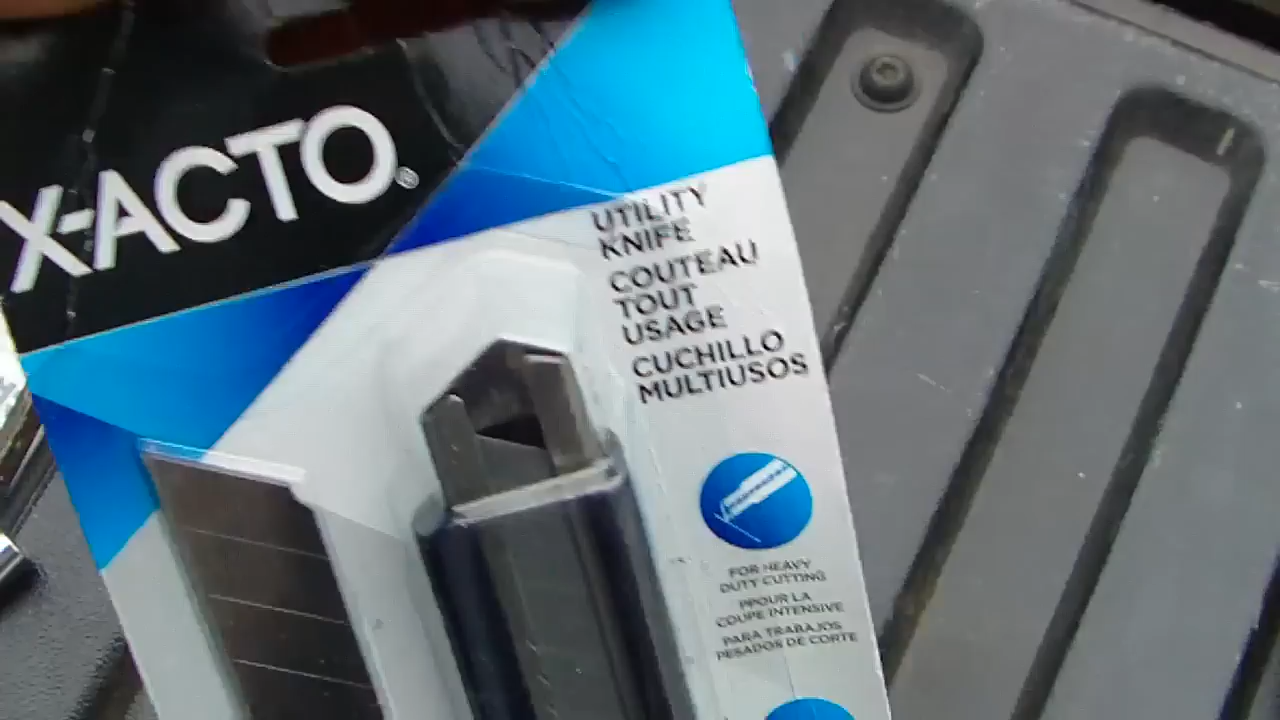 X-ACTO®
UTILITY
KNIFE
COUTEAU
TOUT
USAGE
CUCHILLO
MULTIUSOS
FOR HEAVY
DUTY CUTTING
PPOUR LA
COUPE INTENSIVE
PARA TRABAJOS
PESADOS DE CORTE